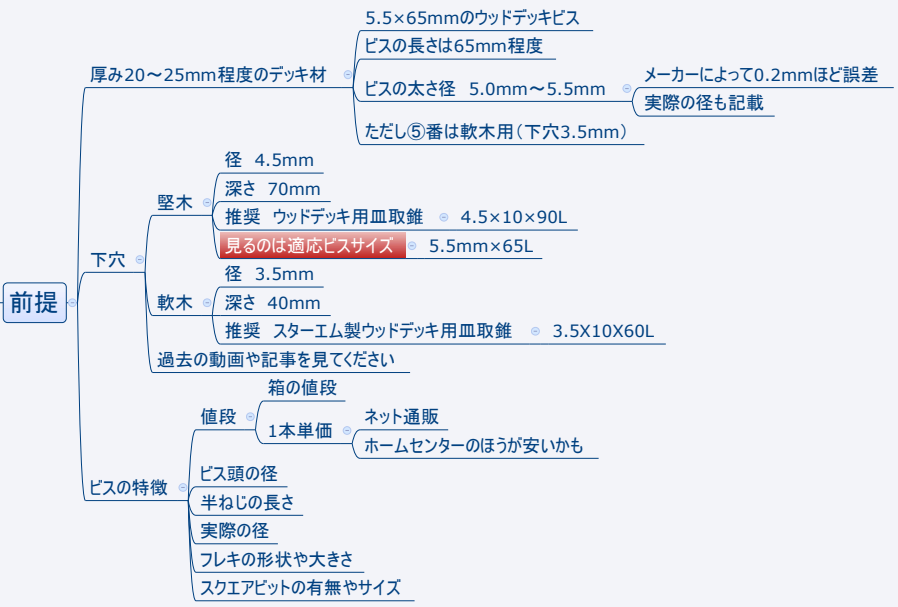 前提
厚み20～25mm程度のデッキ材
5.5×65mmのウッドデッキビス
ビスの長さは65mm程度
ビスの太さ径 5.0mm～5.5mm
メーカーによって0.2mmほど誤差
実際の径も記載
ただし⑤番は軟木用（下穴3.5mm）
下穴
堅木
径 4.5mm
深さ 70mm
推奨 ウッドデッキ用皿取錐
4.5×10×90L
見るのは適応ビスサイズ
5.5mm×65L
軟木
径 3.5mm
深さ 40mm
推奨 スターエム製ウッドデッキ用皿取錐
3.5X10X60L
過去の動画や記事を見てください
ビスの特徴
値段
箱の値段
1本単価
ネット通販
ホームセンターのほうが安いかも
ビス頭の径
半ねじの長さ
実際の径
フレキの形状や大きさ
スクエアビットの有無やサイズ